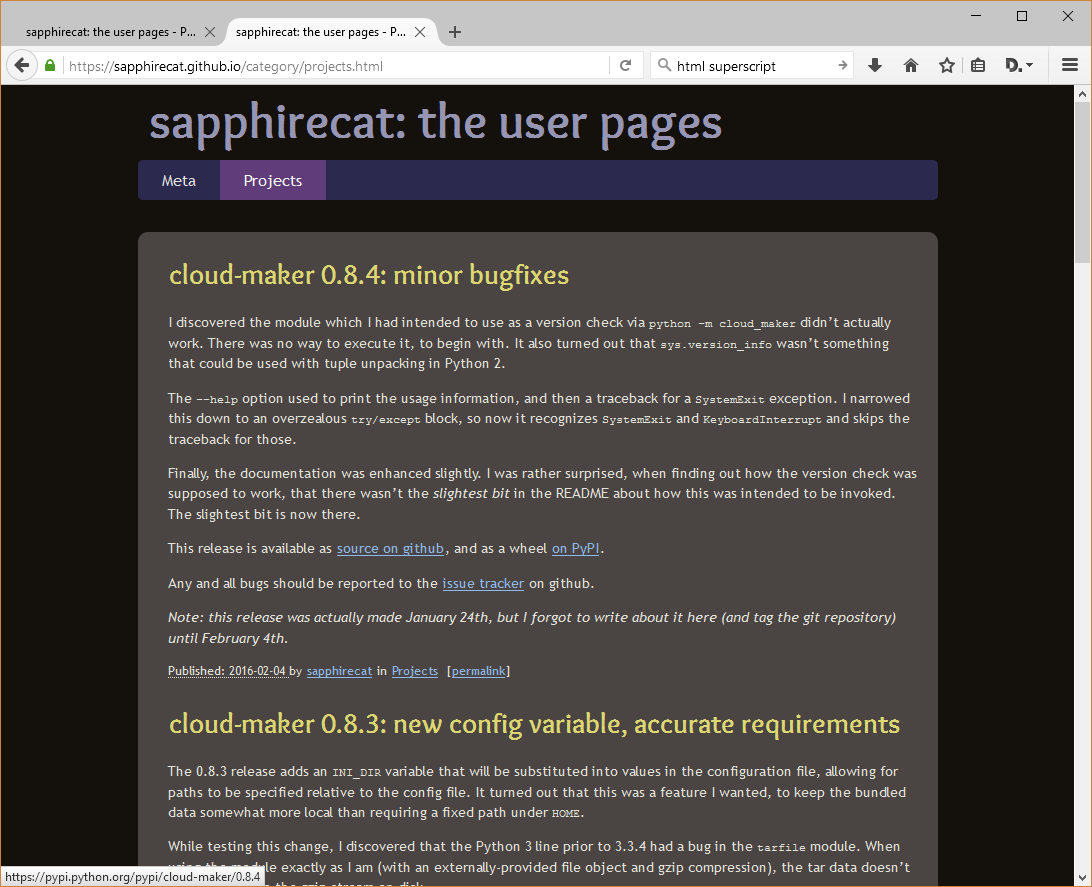 sapphirecat: the user pages - P...
sapphirecat: the user pages - P...
https://sapphirecat.github.io/category/projects.html
html superscript
D.
sapphirecat: the user pages
Meta
Projects
cloud-maker 0.8.4: minor bugfixes
I discovered the module which I had intended to use as a version check via python -m cloud_maker didn’t actually
work. There was no way to execute it, to begin with. It also turned out that sys.version_info wasn’t something
that could be used with tuple unpacking in Python 2.
The --help option used to print the usage information, and then a traceback for a SystemExit exception. I narrowed
this down to an overzealous try/except block, so now it recognizes SystemExit and KeyboardInterrupt and skips the
traceback for those.
Finally, the documentation was enhanced slightly. I was rather surprised, when finding out how the version check was
supposed to work, that there wasn’t the slightest bit in the README about how this was intended to be invoked.
The slightest bit is now there.
This release is available as source on github, and as a wheel on PyPI.
Any and all bugs should be reported to the issue tracker on github.
Note: this release was actually made January 24th, but I forgot to write about it here (and tag the git repository)
until February 4th.
Published: 2016-02-04 by sapphirecat in Projects [permalink]
cloud-maker 0.8.3: new config variable, accurate requirements
The 0.8.3 release adds an INI_DIR variable that will be substituted into values in the configuration file, allowing for
paths to be specified relative to the config file. It turned out that this was a feature I wanted, to keep the bundled
data somewhat more local than requiring a fixed path under HOME.
While testing this change, I discovered that the Python 3 line prior to 3.3.4 had a bug in the tarfile module. When
using the module exactly as I am (with an externally-provided file object and gzip compression), the tar data doesn’t
https://pypi.python.org/pypi/cloud-maker/0.8.4